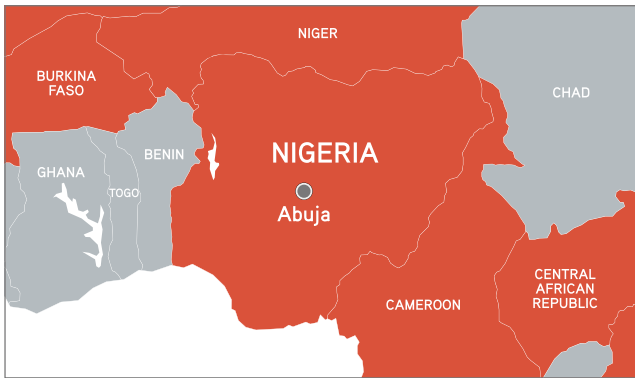 NIGER
BURKINA
FASO
CHAD
BENIN
NIGERIA
GHANA
TOGO
Abuja
CENTRAL
AFRICAN
REPUBLIC
CAMEROON